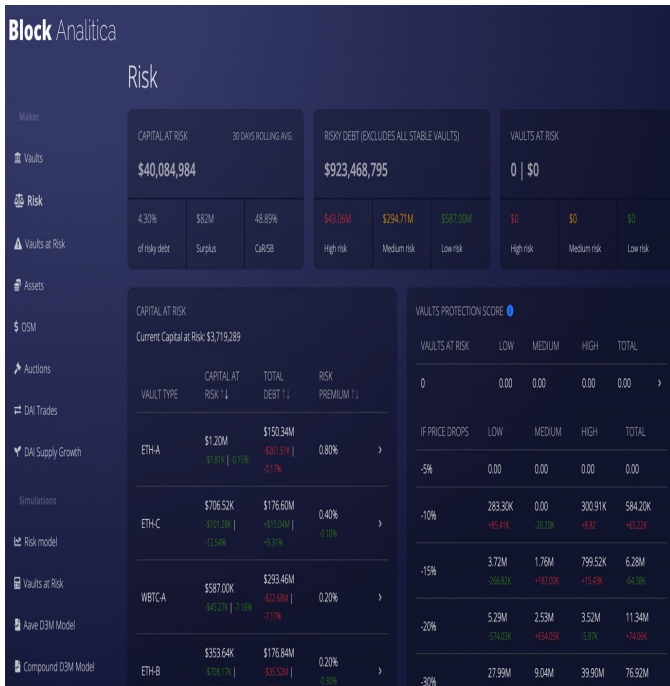 Block Analitica
Risk
Maker
Vaults
Risk
Vaults at Risk
Assets
$ OSM
Auctions
DAI Trades
DAI Supply Growth
Simulations
Risk model
Vaults at Risk
Aave D3M Model
Compound D3M Model
CAPITAL AT RISK 30 DAYS ROLLING AVG.
$40,084,984
4.30% $82M 48.89%
of risky debt Surplus CaR/SB
RISKY DEBT (EXCLUDES ALL STABLE VAULTS)
$923,468,795
$43.06M $294.71M $587.00M
High risk Medium risk Low risk
VAULTS AT RISK
0 | $0
$0 $0 $0
High risk Medium risk Low risk
CAPITAL AT RISK
Current Capital at Risk: $3,719,289
VAULT TYPE CAPITAL AT RISK ↑↓ TOTAL DEBT ↑↓ RISK PREMIUM ↑↓
ETH-A $1.20M $150.34M 0.80%
-$1.81K | -0.15% -$261.51K | -0.17%
ETH-C $706.52K $176.60M 0.40%
-$101.28K | -12.54% +$15.04M | +9.31% -0.10%
WBTC-A $587.00K $293.46M 0.20%
-$45.27K | -7.16% -$22.68M | -7.17%
ETH-B $353.64K $176.84M 0.20%
-$708.17K | -$35.52M | -0.30%
VAULTS PROTECTION SCORE
VAULTS AT RISK LOW MEDIUM HIGH TOTAL
0 0.00 0.00 0.00 0.00
IF PRICE DROPS LOW MEDIUM HIGH TOTAL
-5% 0.00 0.00 0.00 0.00
-10% 283.30K 0.00 300.91K 584.20K
+85.41K -20.20K +8.82 +65.22K
-15% 3.72M 1.76M 799.52K 6.28M
-266.82K +187.00K +15.43K -64.38K
-20% 5.29M 2.53M 3.52M 11.34M
-574.03K +654.05K -5.97K +74.06K
-30% 27.99M 9.04M 39.90M 76.92M